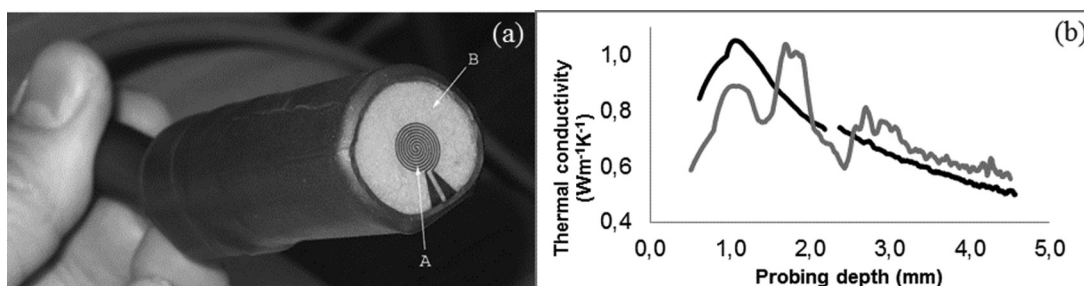 (a)
B
A
(b)
Thermal conductivity
(Wm⁻¹K⁻¹)
1,0
0,8
0,6
0,4
0,0
1,0
2,0
3,0
4,0
5,0
Probing depth (mm)